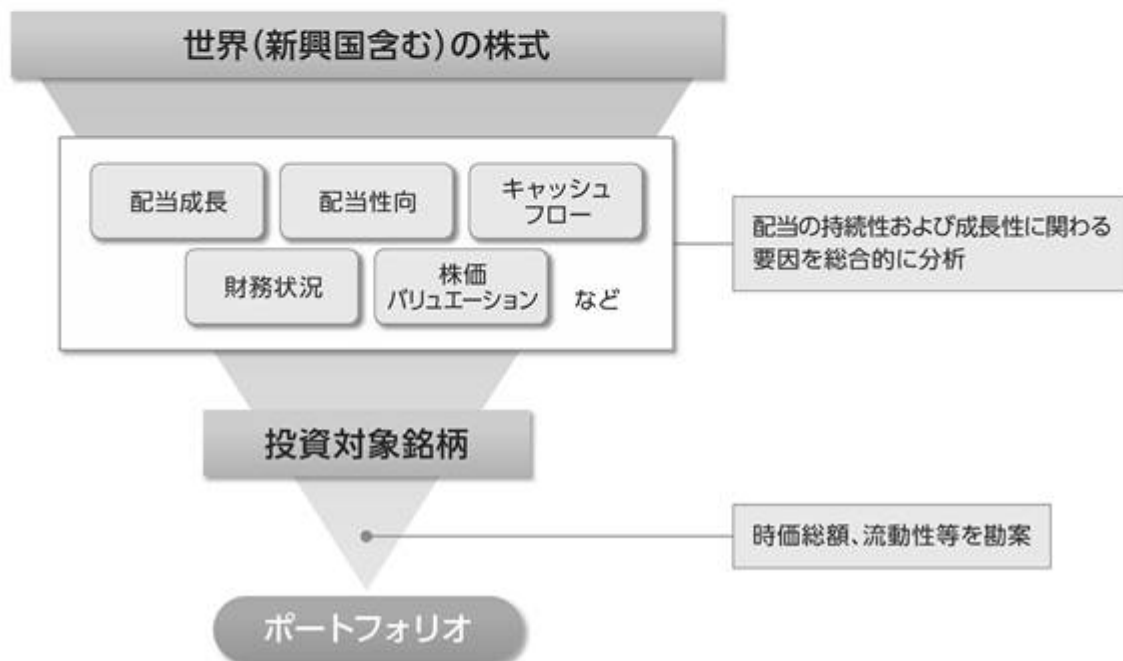 世界(新興国含む)の株式
配当成長
配当性向
キャッシュ
フロー
財務状況
株価
バリュエーション
など
配当の持続性および成長性に関わる
要因を総合的に分析
投資対象銘柄
時価総額、流動性等を勘案
ポートフォリオ